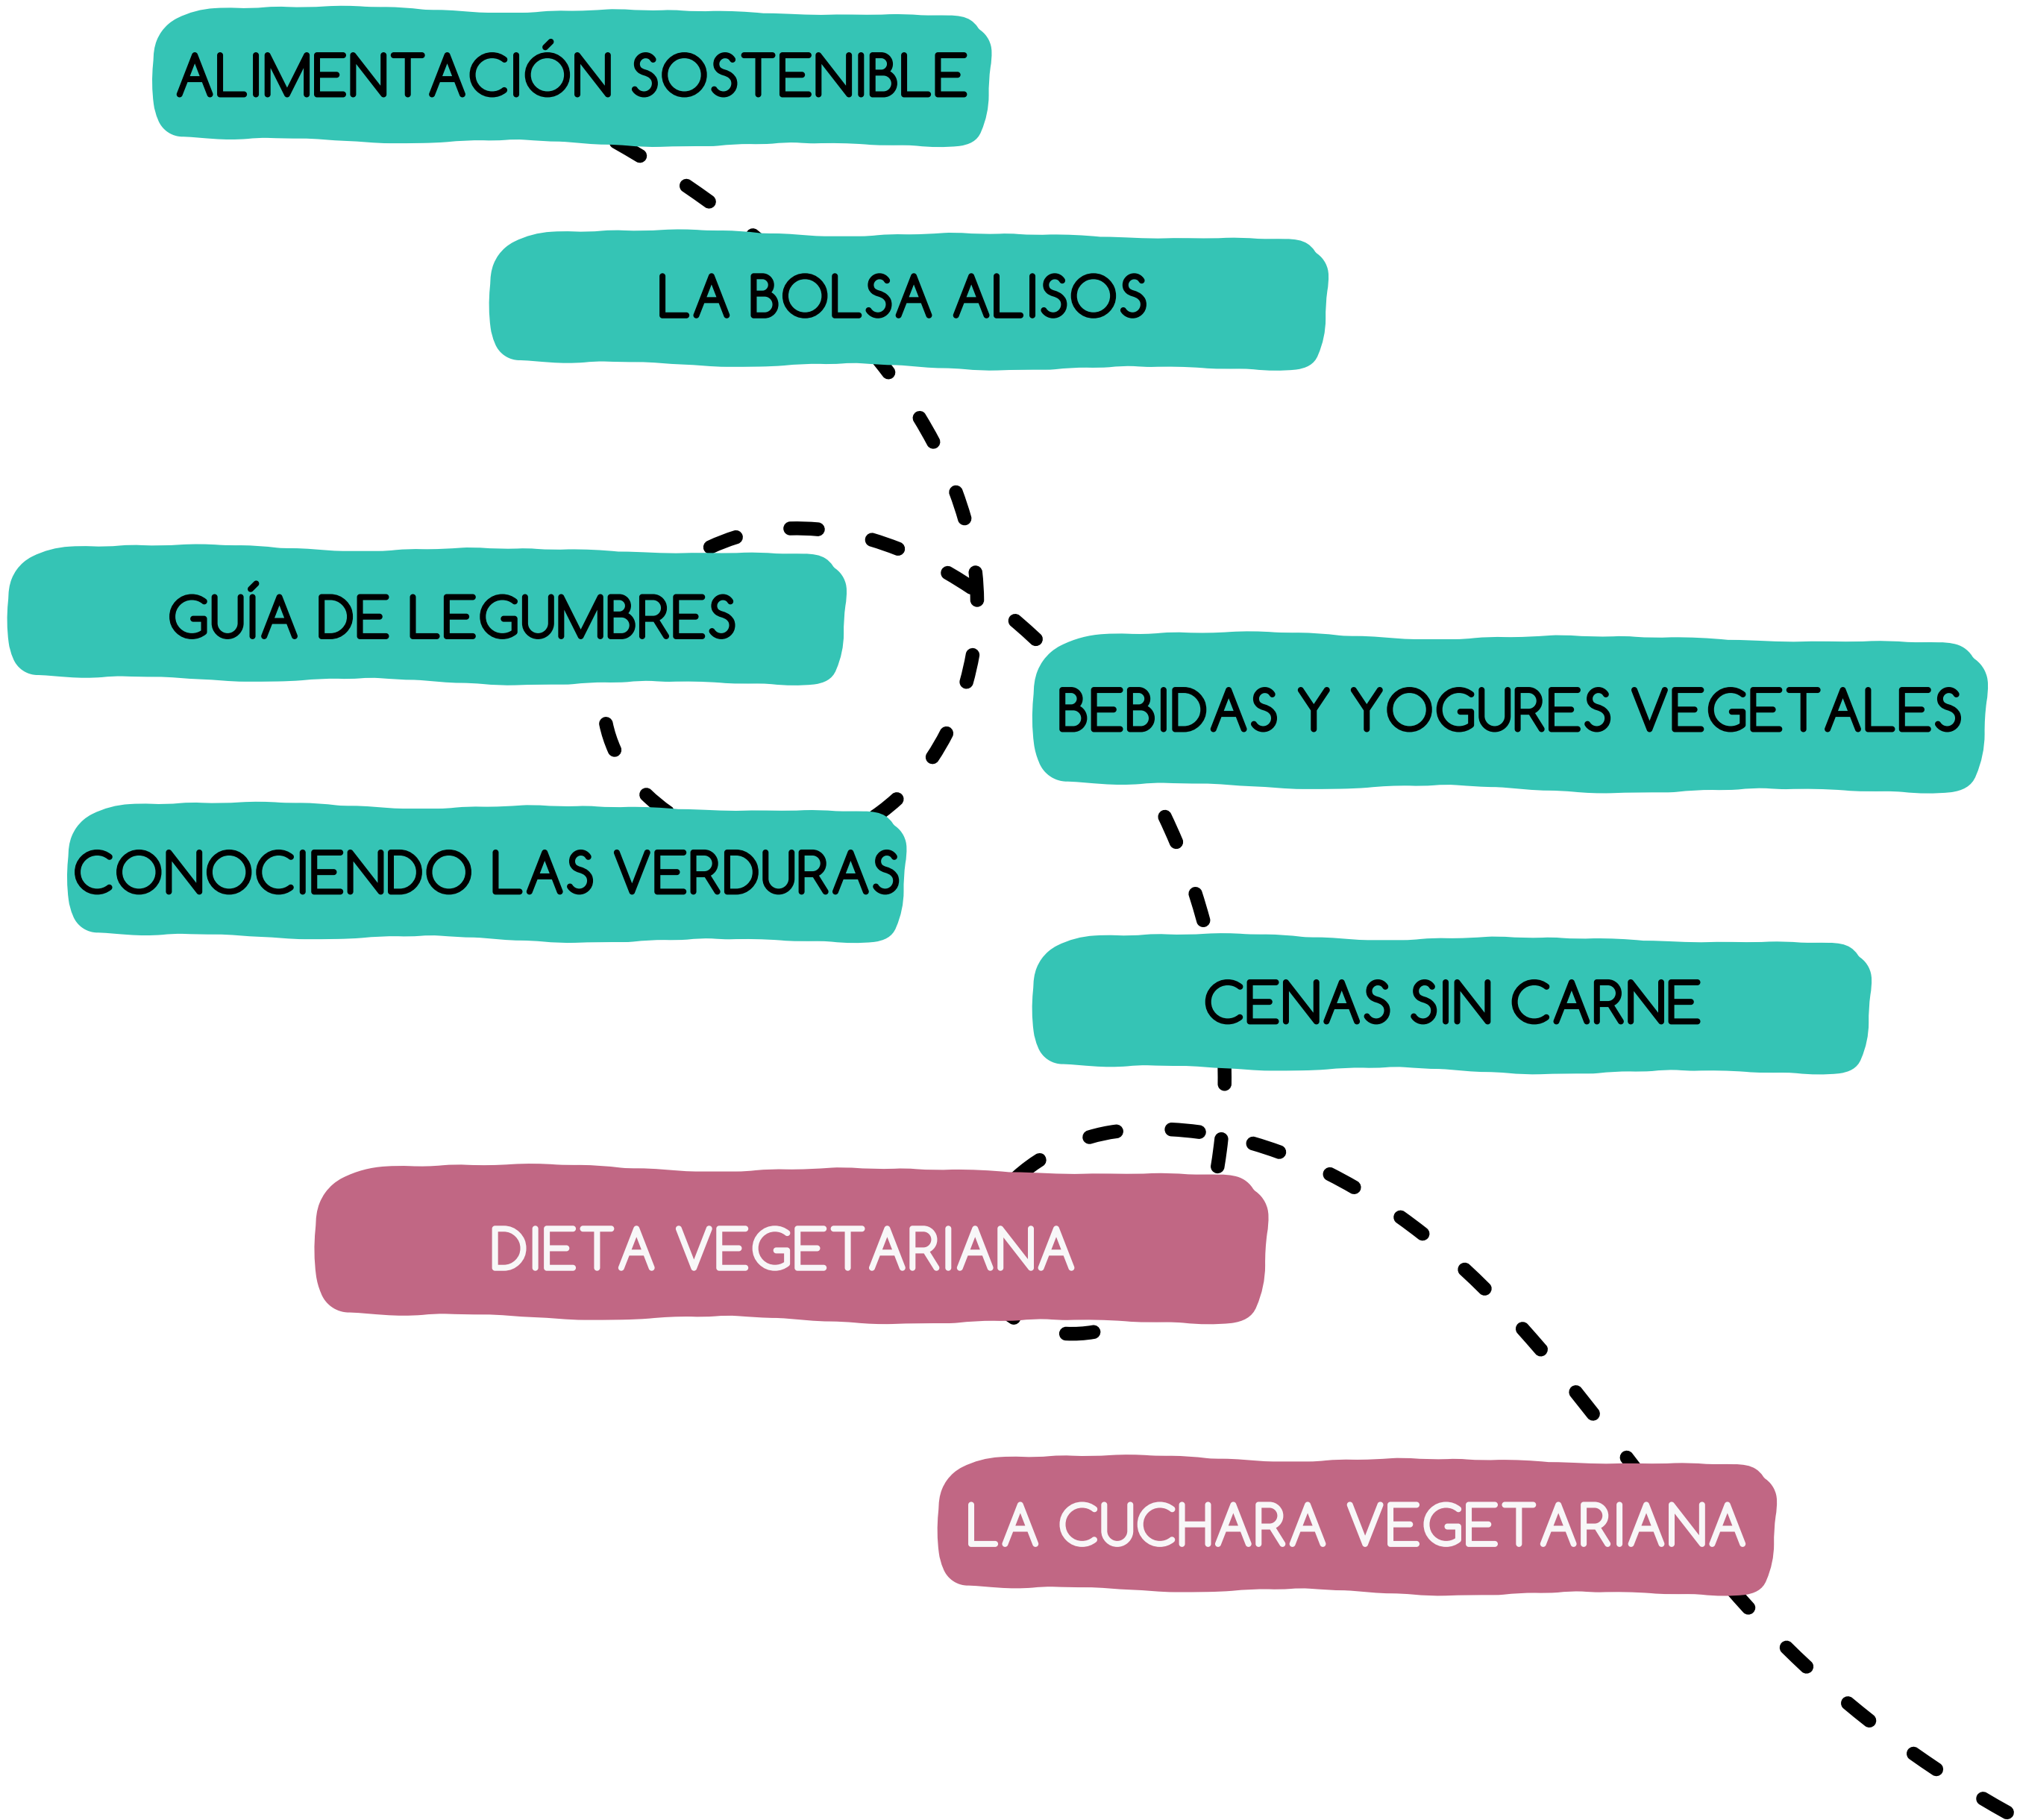 ALIMENTACIÓN SOSTENIBLE
LA BOLSA ALISOS
GUÍA DE LEGUMBRES
BEBIDAS Y YOGURES VEGETALES
CONOCIENDO LAS VERDURAS
CENAS SIN CARNE
DIETA VEGETARIANA
LA CUCHARA VEGETARIANA